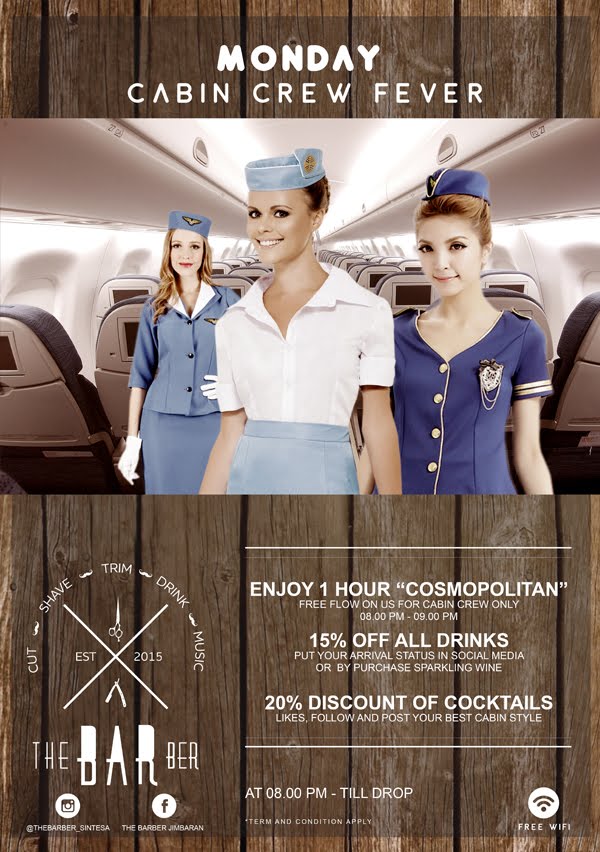 MONDAY
CABIN CREW FEVER
ENJOY 1 HOUR “COSMOPOLITAN”
FREE FLOW ON US FOR CABIN CREW ONLY
08.00 PM - 09.00 PM
15% OFF ALL DRINKS
PUT YOUR ARRIVAL STATUS IN SOCIAL MEDIA
OR BY PURCHASE SPARKLING WINE
20% DISCOUNT OF COCKTAILS
LIKES, FOLLOW AND POST YOUR BEST CABIN STYLE
CUT SHAVE TRIM DRINK MUSIC
EST 2015
THE BARBER
@THEBARBER_SINTESA
THE BARBER JIMBARAN
AT 08.00 PM - TILL DROP
*TERM AND CONDITION APPLY
FREE WIFI